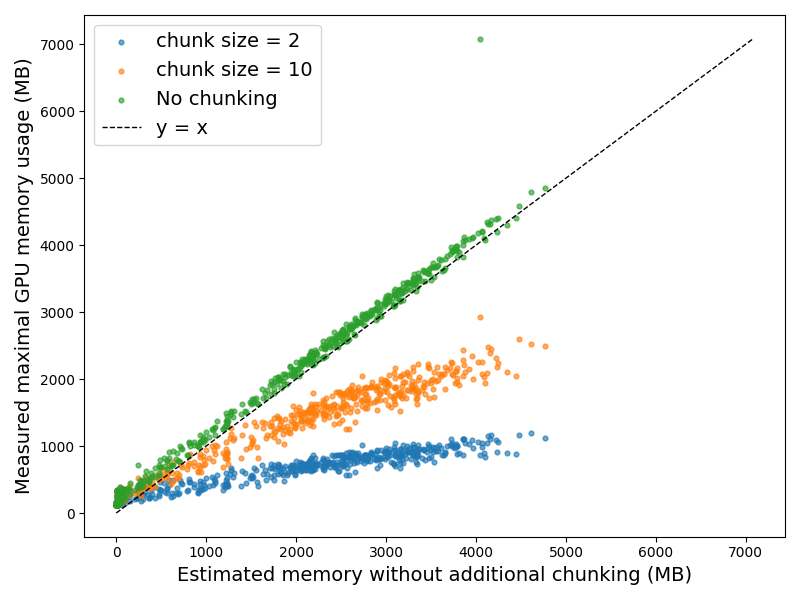 chunk size = 2
chunk size = 10
No chunking
y = x
Measured maximal GPU memory usage (MB)
7000
6000
5000
4000
3000
2000
1000
0
0 1000 2000 3000 4000 5000 6000 7000
Estimated memory without additional chunking (MB)